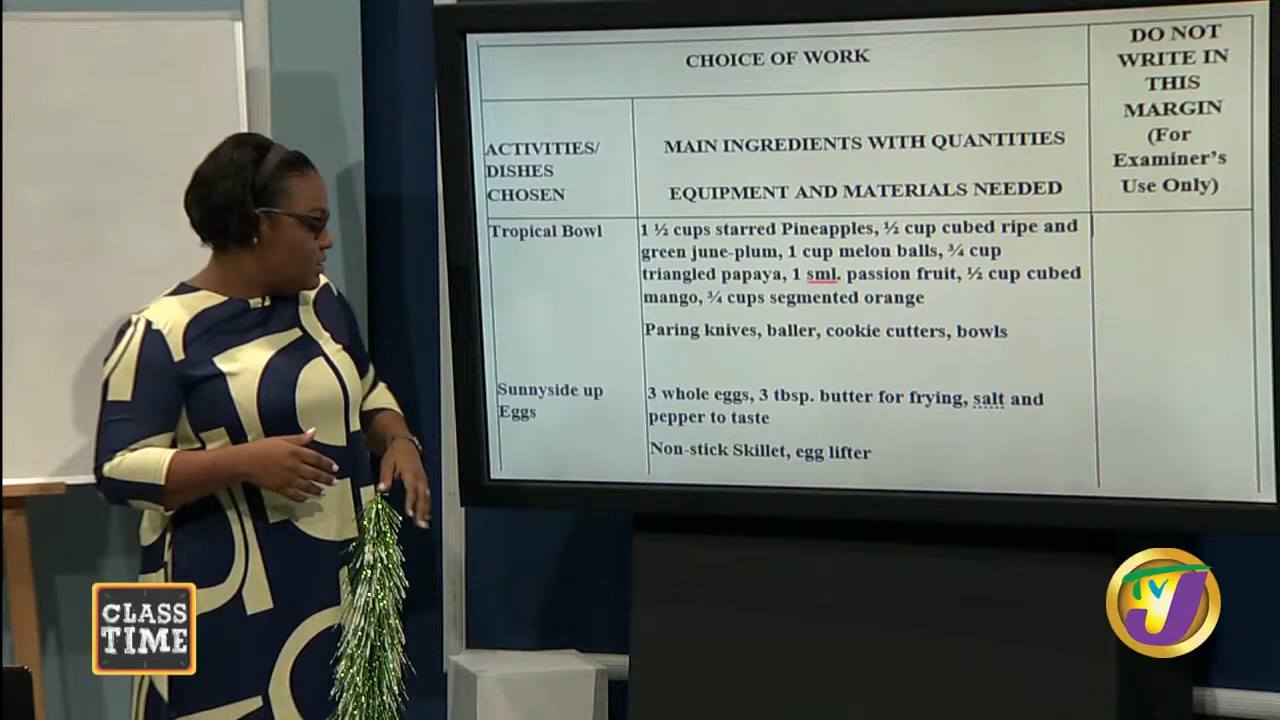 CHOICE OF WORK
DO NOT
WRITE IN
THIS
MARGIN
(For
Examiner's
Use Only)
ACTIVITIES/
DISHES
CHOSEN
MAIN INGREDIENTS WITH QUANTITIES
EQUIPMENT AND MATERIALS NEEDED
Tropical Bowl
1 ½ cups starred Pineapples, ½ cup cubed ripe and
green june-plum, 1 cup melon balls, ¾ cup
triangled papaya, 1 sml. passion fruit, ½ cup cubed
mango, ¾ cups segmented orange
Paring knives, baller, cookie cutters, bowls
Sunnyside up
Eggs
3 whole eggs, 3 tbsp. butter for frying, salt and
pepper to taste
Non-stick Skillet, egg lifter
CLASS
TIME
TVJ